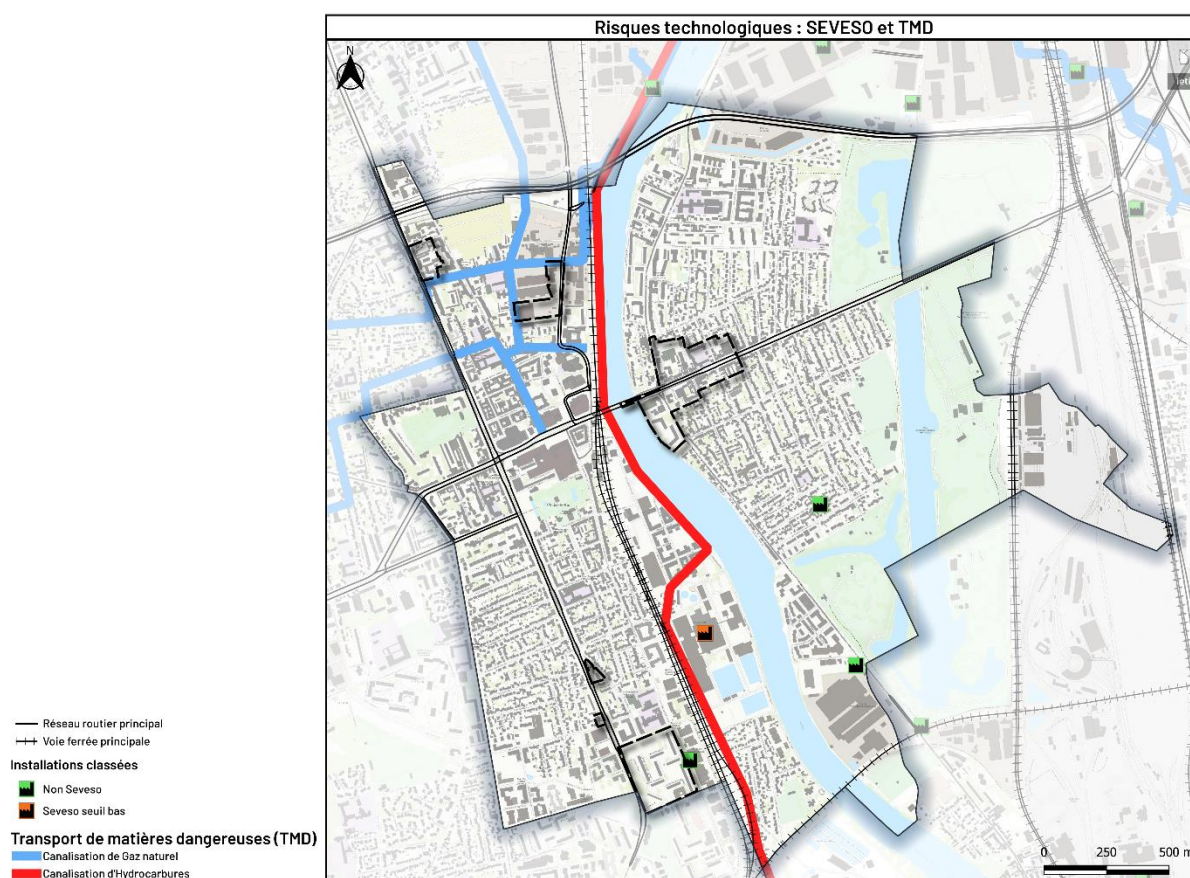 Risques technologiques : SEVESO et TMD
N
Réseau routier principal
Voie ferrée principale
Installations classées
Non Seveso
Seveso seuil bas
Transport de matières dangereuses (TMD)
Canalisation de Gaz naturel
Canalisation d'Hydrocarbures
0 250 500 m